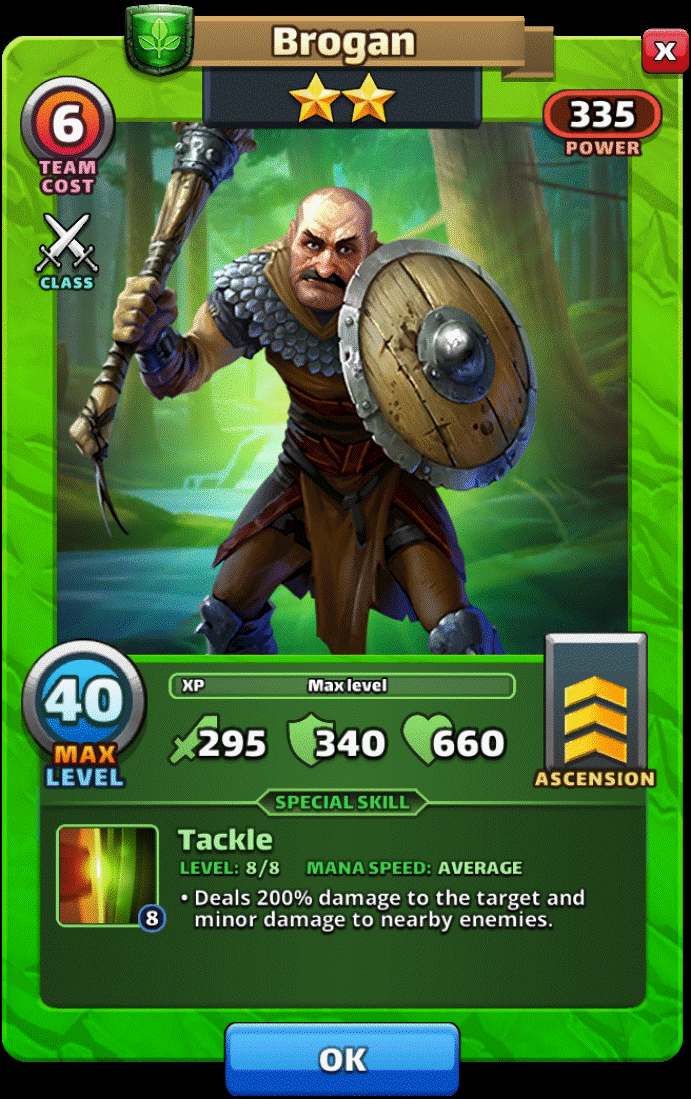 Brogan
X
6
TEAM
COST
335
POWER
CLASS
40
MAX
LEVEL
XP Max level
295 340 660
ASCENSION
SPECIAL SKILL
Tackle
LEVEL: 8/8 MANA SPEED: AVERAGE
8
• Deals 200% damage to the target and
minor damage to nearby enemies.
OK